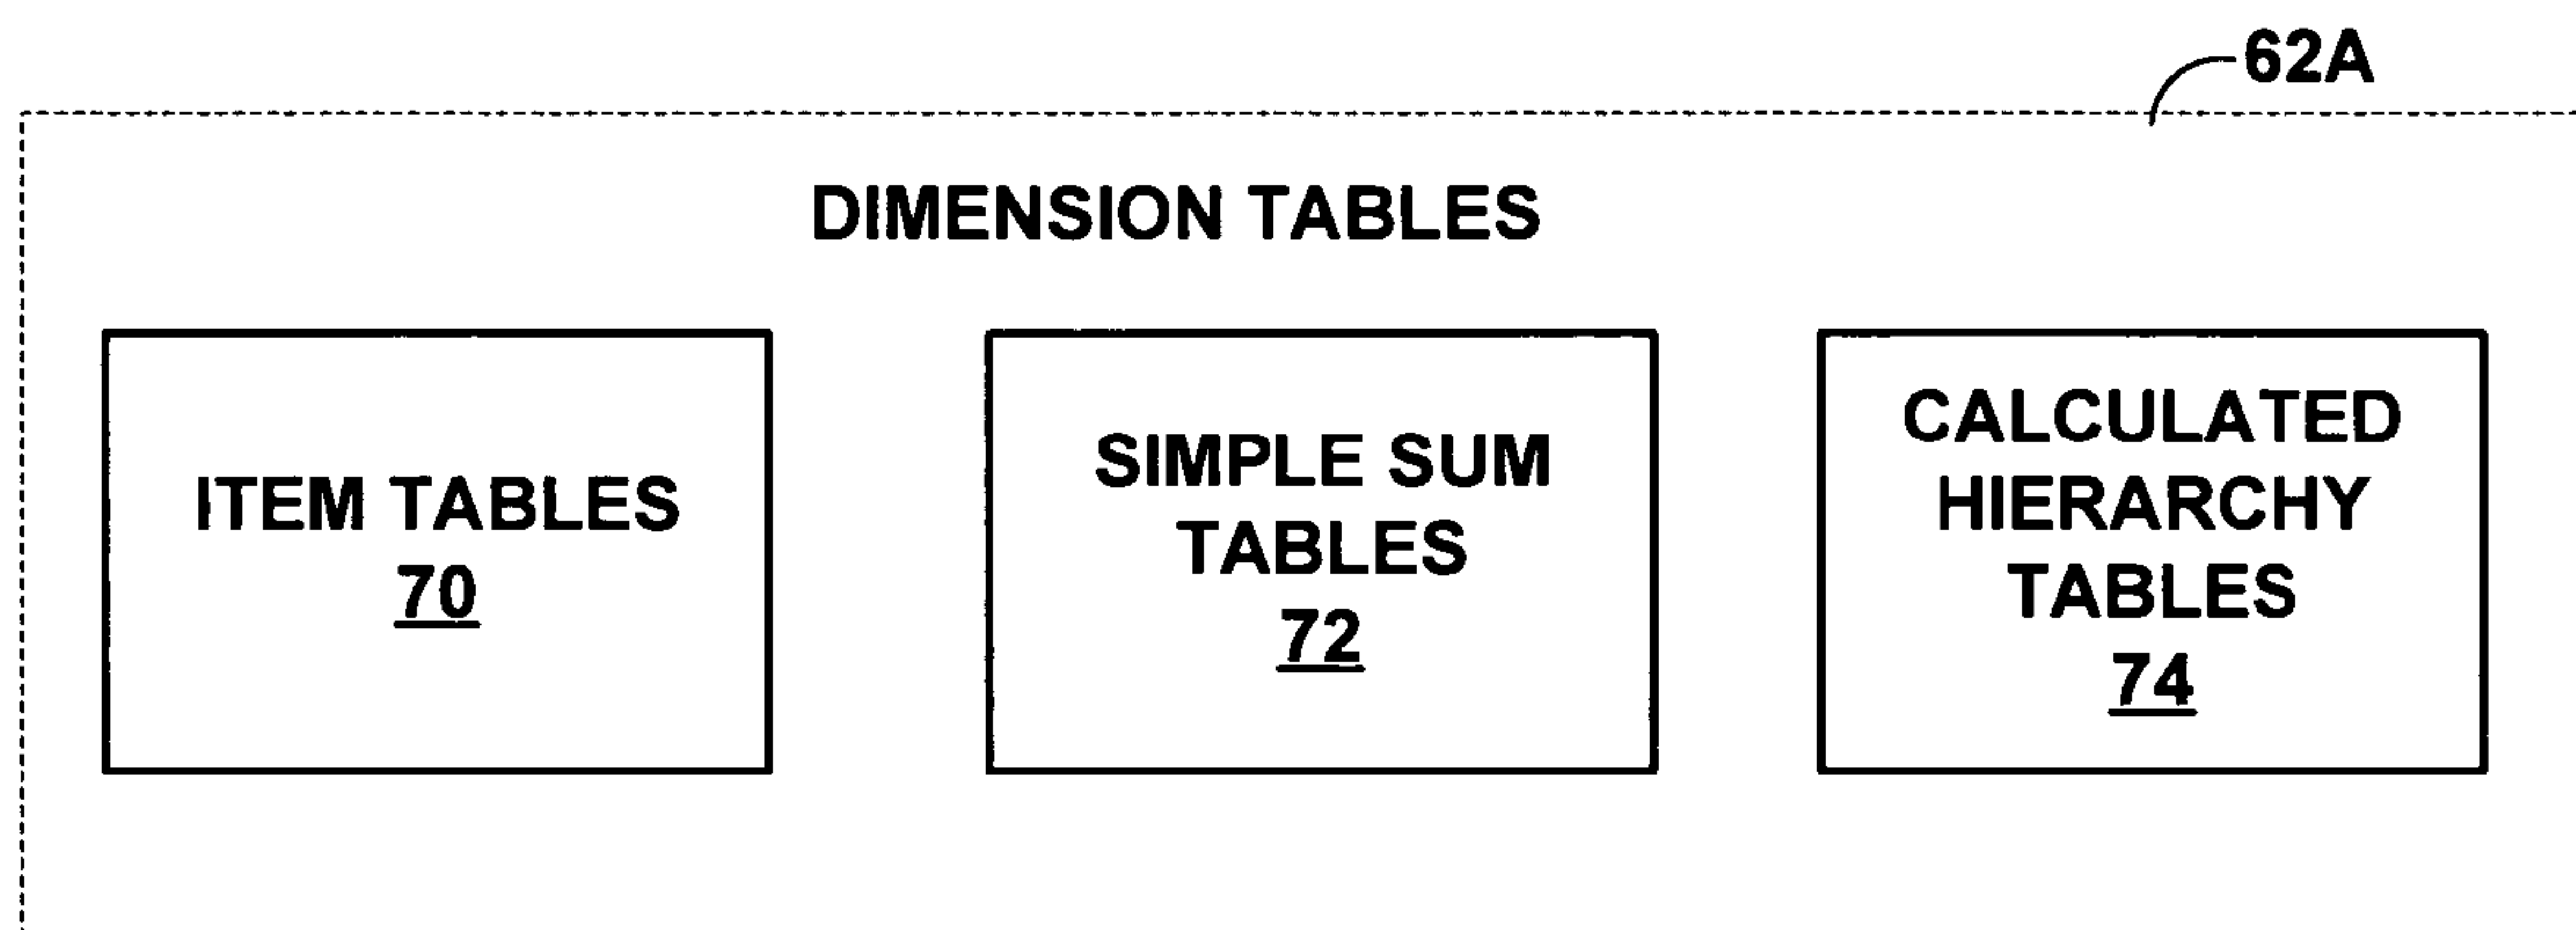 62A
DIMENSION TABLES
ITEM TABLES
70
SIMPLE SUM
TABLES
72
CALCULATED
HIERARCHY
TABLES
74